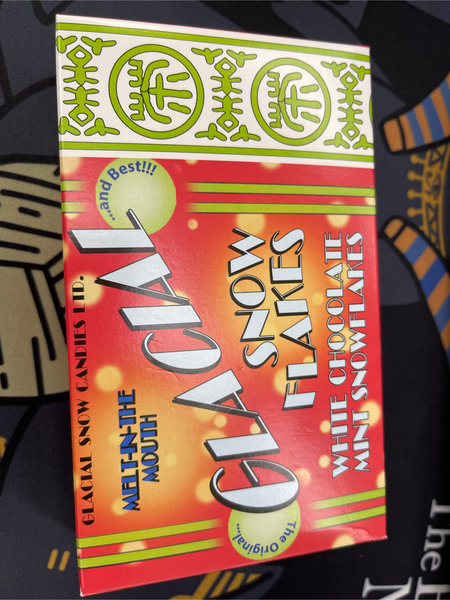 GLACIAL SNOW CANDIES LTD.
MELT-IN-THE
MOUTH
The Original...
GLACIAL
...and Best!!!
SNOW
FLAKES
WHITE CHOCOLATE
MINT SNOWFLAKES
The